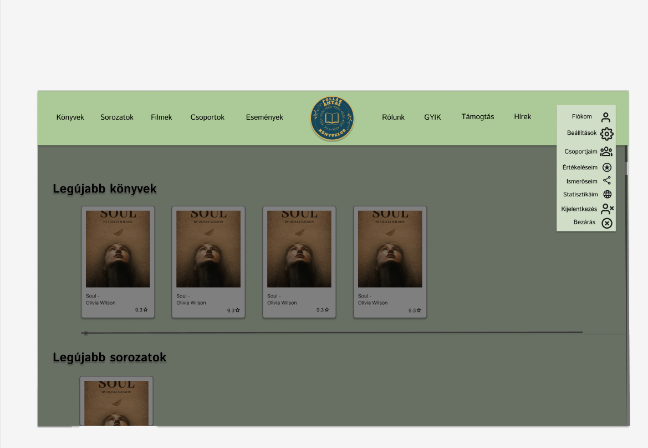 Könyvek Sorozatok Filmek Csoportok Események Rólunk GYIK Támogtás Hírek
Fiókom
Beállítások
Csoportjaim
Értékeléseim
Ismerőseim
Statisztikáim
Kijelentkezés
Bezárás
Legújabb könyvek
SOUL SOUL SOUL SOUL
Soul - Soul - Soul - Soul -
Olivia Wilson Olivia Wilson Olivia Wilson Olivia Wilson
9.3 9.3 9.3 9.3
Legújabb sorozatok
SOUL